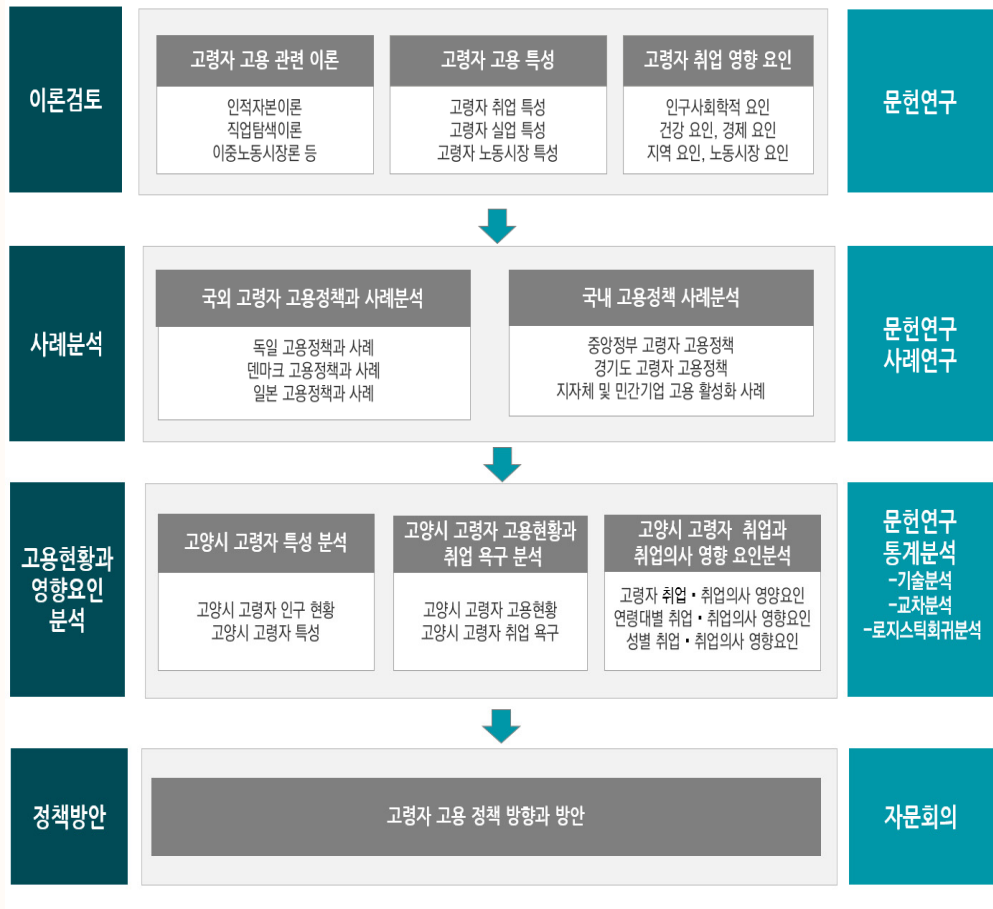 이론검토
고령자 고용 관련 이론
인적자본이론
직업탐색이론
이중노동시장론 등
고령자 고용 특성
고령자 취업 특성
고령자 실업 특성
고령자 노동시장 특성
고령자 취업 영향 요인
인구사회학적 요인
건강 요인, 경제 요인
지역 요인, 노동시장 요인
문헌연구
사례분석
국외 고령자 고용정책과 사례분석
독일 고용정책과 사례
덴마크 고용정책과 사례
일본 고용정책과 사례
국내 고용정책 사례분석
중앙정부 고령자 고용정책
경기도 고령자 고용정책
지자체 및 민간기업 고용 활성화 사례
문헌연구
사례연구
고용현황과
영향요인
분석
고양시 고령자 특성 분석
고양시 고령자 인구 현황
고양시 고령자 특성
고양시 고령자 고용현황과
취업 욕구 분석
고양시 고령자 고용현황
고양시 고령자 취업 욕구
고양시 고령자 취업과
취업의사 영향 요인분석
고령자 취업·취업의사 영양요인
연령대별 취업·취업의사 영향요인
성별 취업·취업의사 영향요인
문헌연구
통계분석
-기술분석
-교차분석
-로지스틱회귀분석
정책방안
고령자 고용 정책 방향과 방안
자문회의